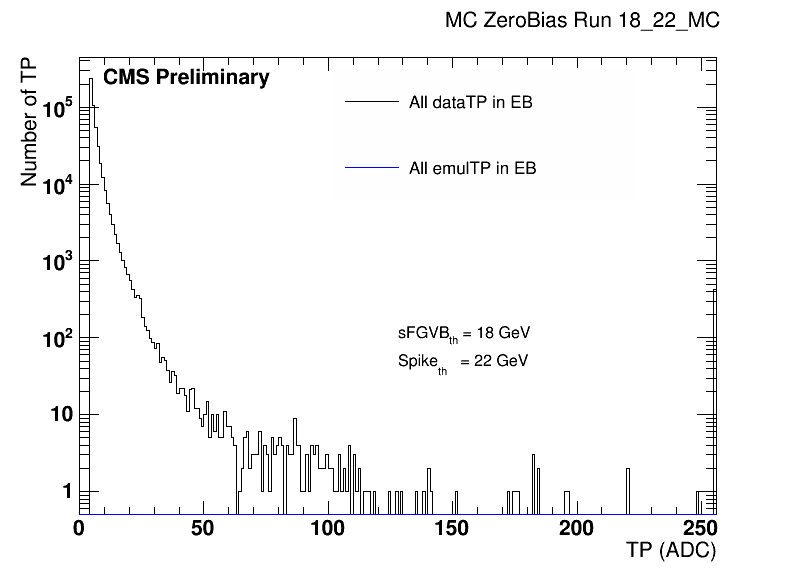 MC ZeroBias Run 18_22_MC
Number of TP
CMS Preliminary
All dataTP in EB
All emulTP in EB
sFGVBth = 18 GeV
Spiketh = 22 GeV
10^5
10^4
10^3
10^2
10
1
0 50 100 150 200 250
TP (ADC)